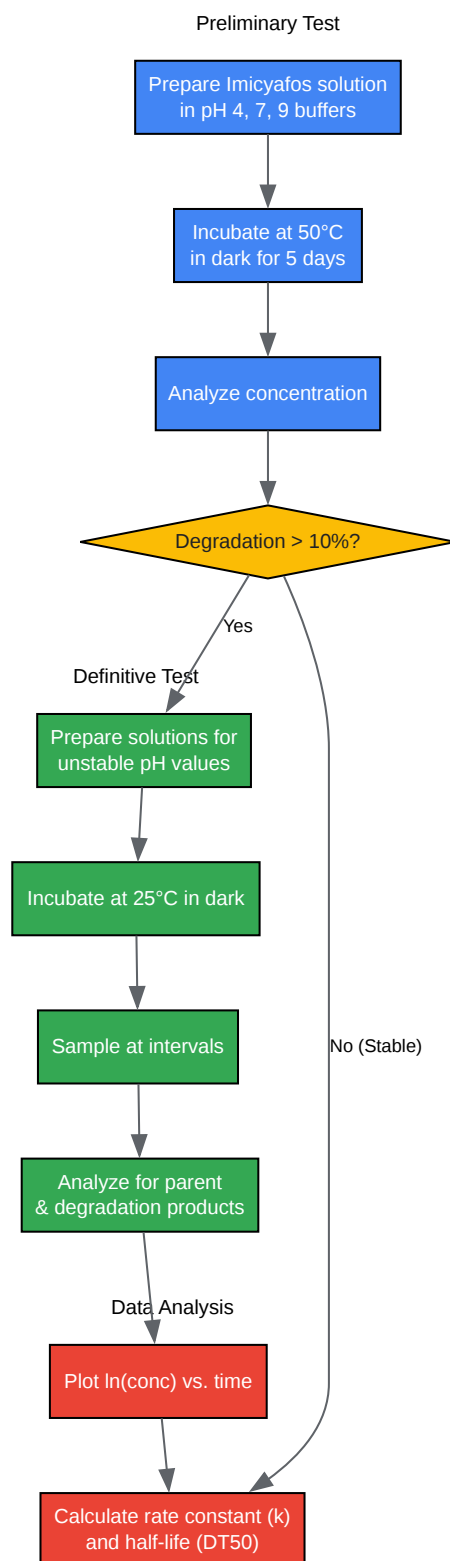 Preliminary Test
Prepare Imicyafos solution
in pH 4, 7, 9 buffers
Incubate at 50°C
in dark for 5 days
Analyze concentration
Degradation > 10%?
Yes
Definitive Test
Prepare solutions for
unstable pH values
Incubate at 25°C in dark
Sample at intervals
No (Stable)
Analyze for parent
& degradation products
Data Analysis
Plot ln(conc) vs. time
Calculate rate constant (k)
and half-life (DT50)